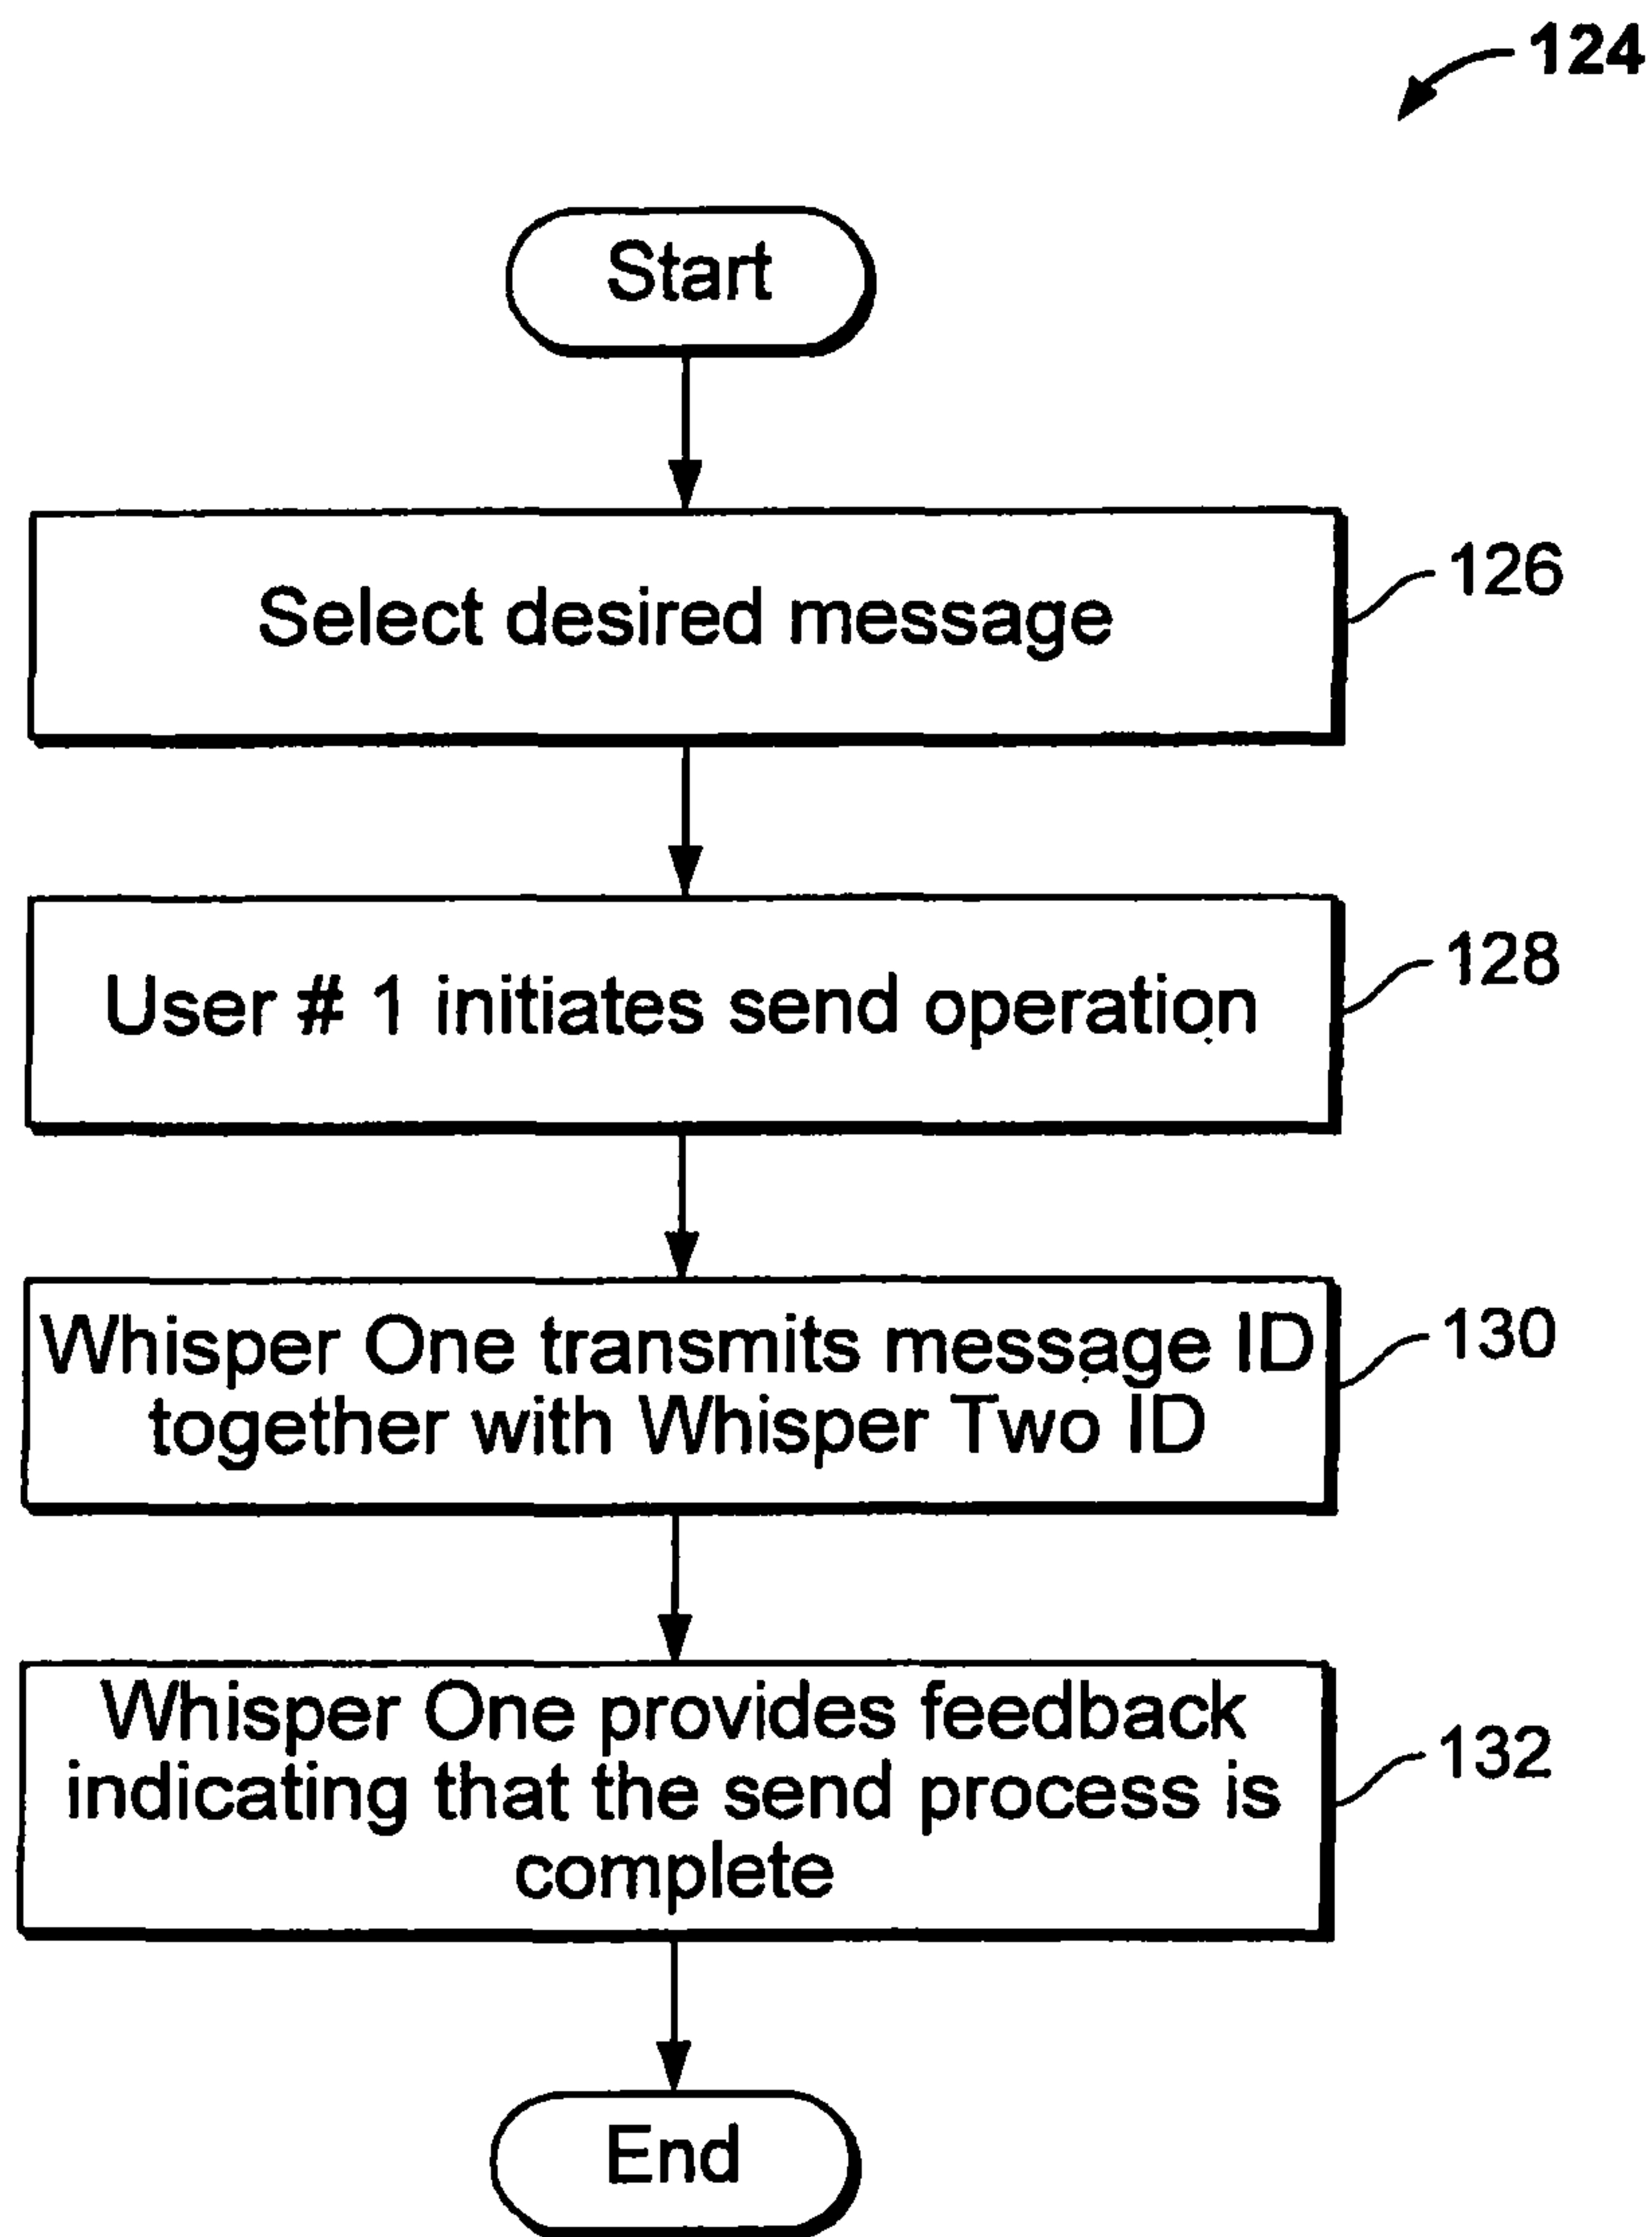 124
Start
Select desired message
126
User # 1 initiates send operation
128
Whisper One transmits message ID
together with Whisper Two ID
130
Whisper One provides feedback
indicating that the send process is
complete
132
End